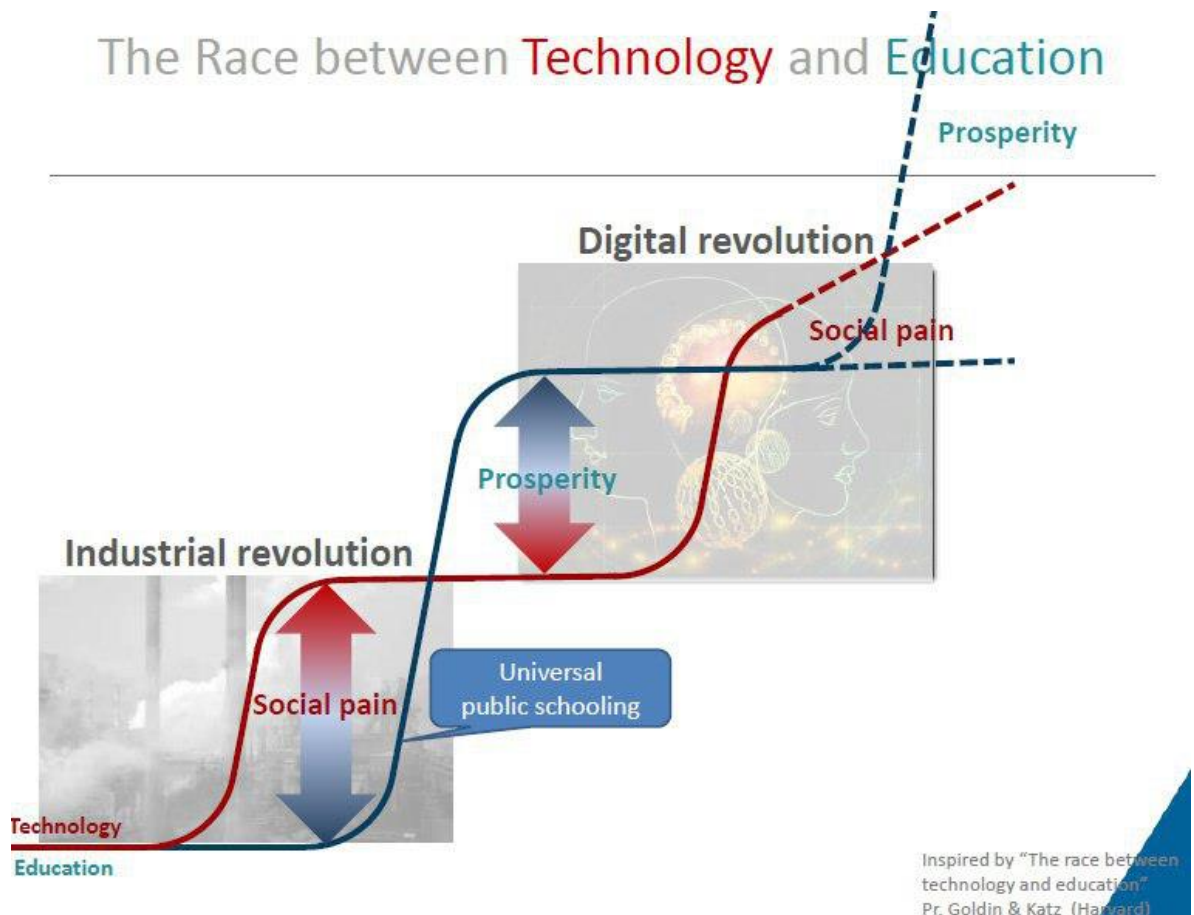 The Race between Technology and Education
Prosperity
Digital revolution
Social pain
Prosperity
Industrial revolution
Universal
public schooling
Social pain
Technology
Education
Inspired by “The race between
technology and education”
Pr. Goldin & Katz (Harvard)